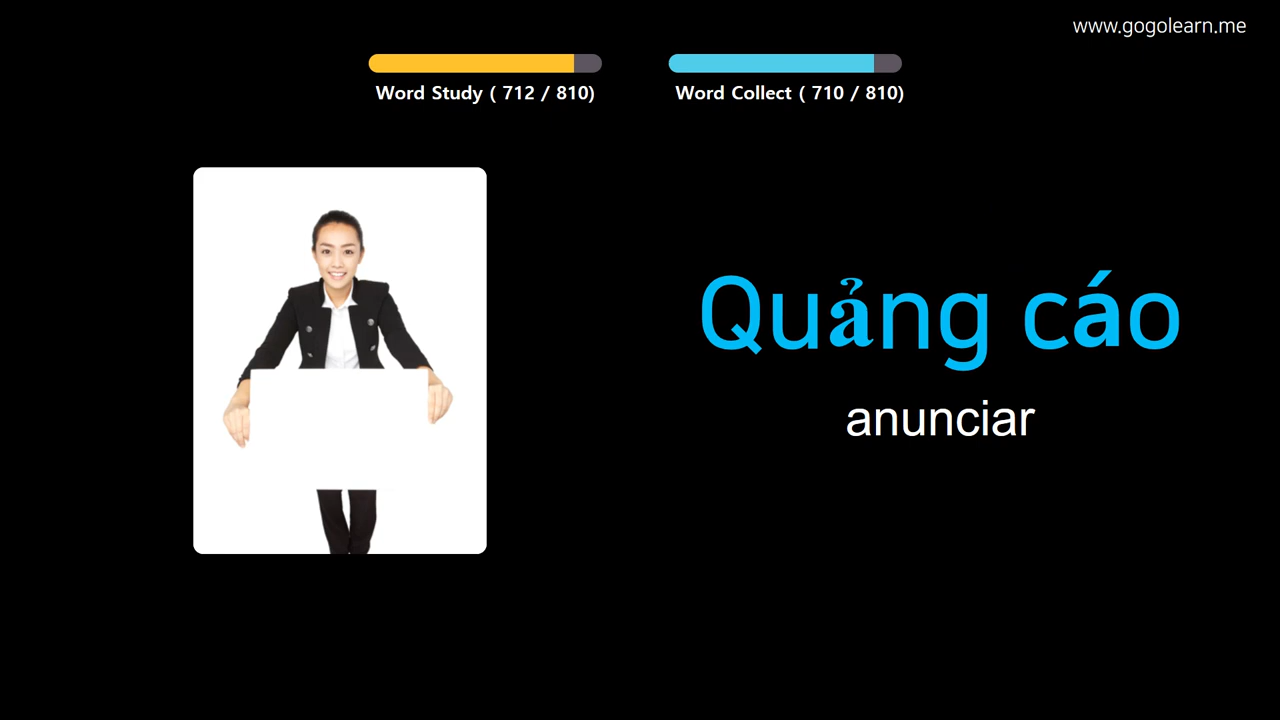 www.gogolearn.me
Word Study ( 712 / 810)
Word Collect ( 710 / 810)
Quảng cáo
anunciar